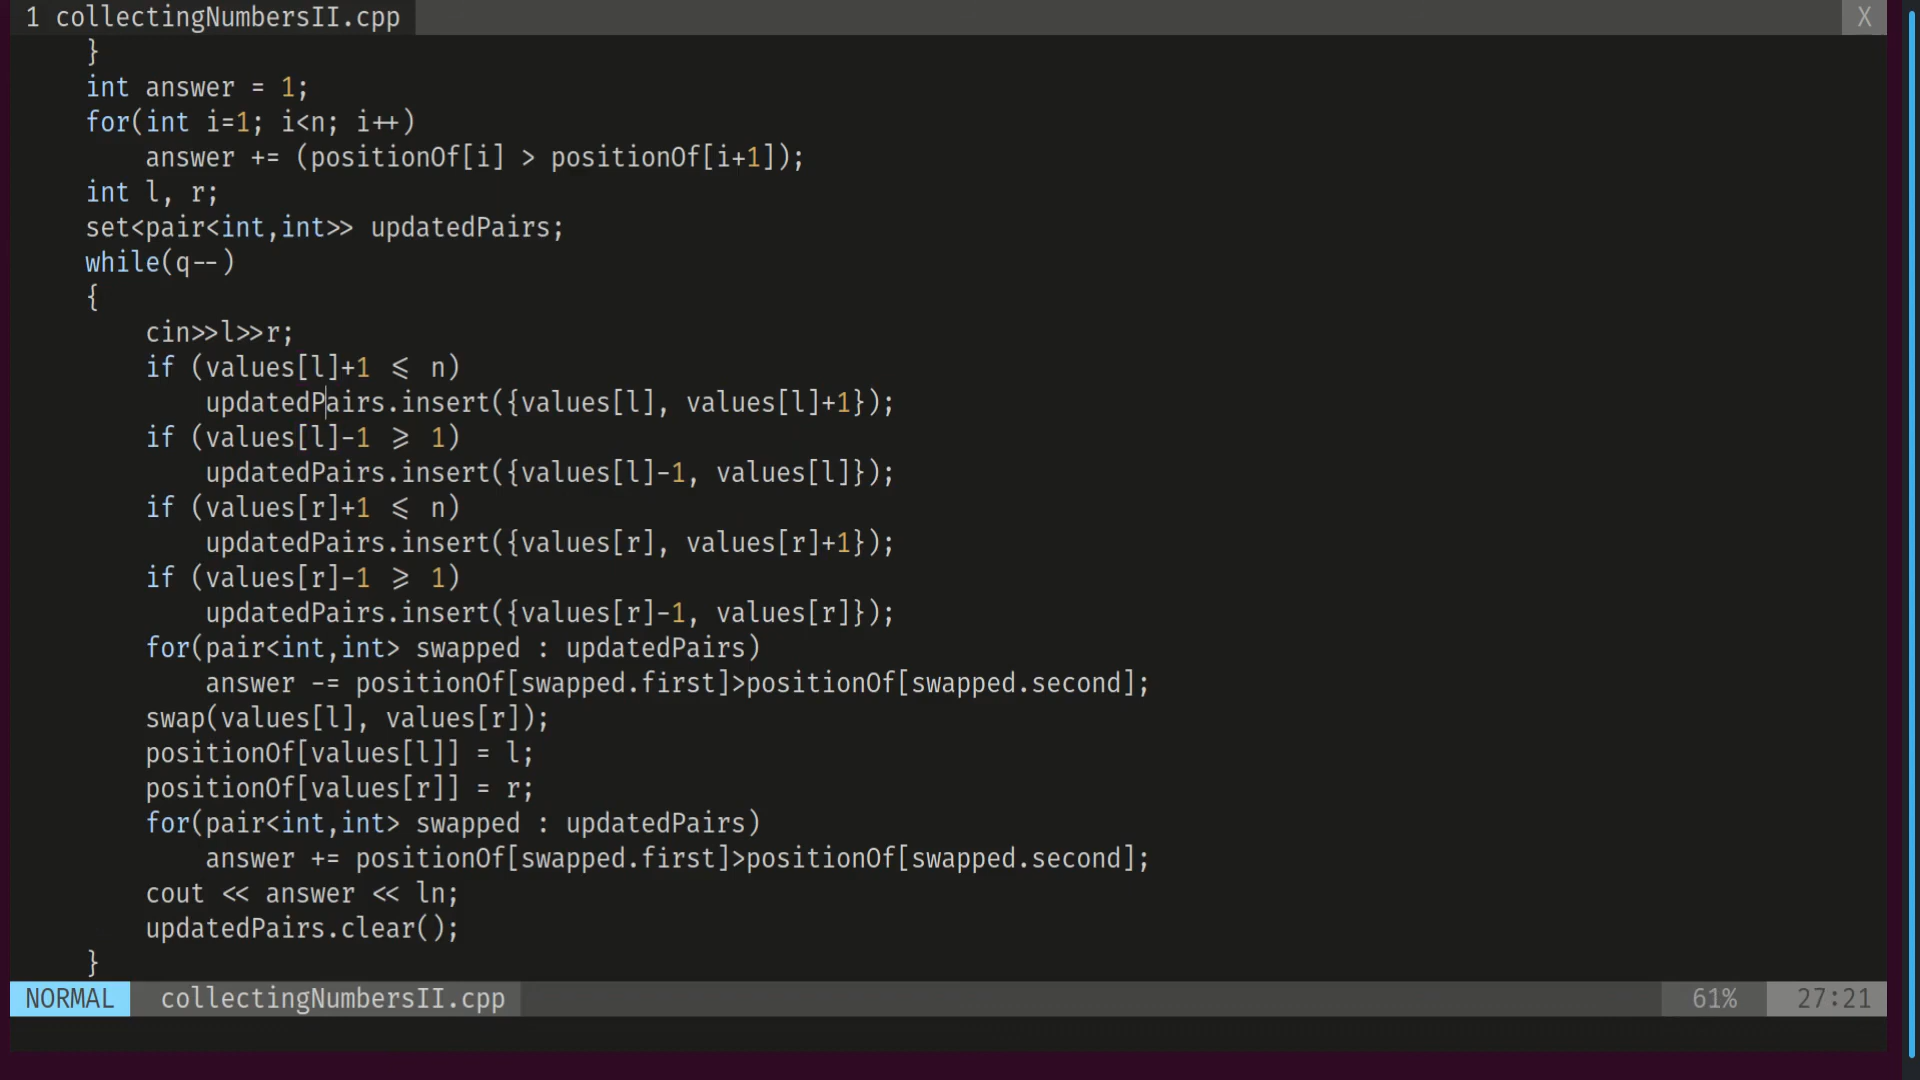 1 collectingNumbersII.cpp X
}
int answer = 1;
for(int i=1; i<n; i++)
answer += (positionOf[i] > positionOf[i+1]);
int l, r;
set<pair<int,int>> updatedPairs;
while(q--)
{
cin>>l>>r;
if (values[l]+1 <= n)
updatedPairs.insert({values[l], values[l]+1});
if (values[l]-1 >= 1)
updatedPairs.insert({values[l]-1, values[l]});
if (values[r]+1 <= n)
updatedPairs.insert({values[r], values[r]+1});
if (values[r]-1 >= 1)
updatedPairs.insert({values[r]-1, values[r]});
for(pair<int,int> swapped : updatedPairs)
answer -= positionOf[swapped.first]>positionOf[swapped.second];
swap(values[l], values[r]);
positionOf[values[l]] = l;
positionOf[values[r]] = r;
for(pair<int,int> swapped : updatedPairs)
answer += positionOf[swapped.first]>positionOf[swapped.second];
cout << answer << ln;
updatedPairs.clear();
}
NORMAL collectingNumbersII.cpp 61% 27:21